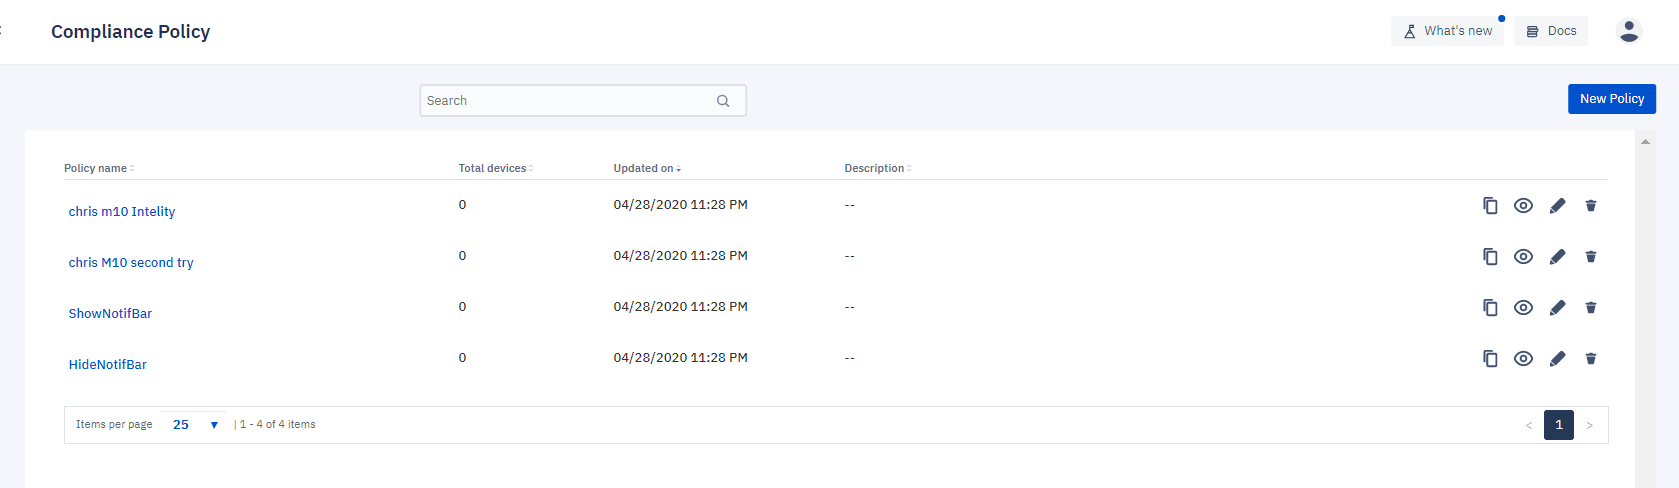 Compliance Policy
What's new
Docs
Search
New Policy
Policy name Total devices Updated on Description
chris m10 Intelity 0 04/28/2020 11:28 PM --
chris M10 second try 0 04/28/2020 11:28 PM --
ShowNotifBar 0 04/28/2020 11:28 PM --
HideNotifBar 0 04/28/2020 11:28 PM --
Items per page 25 | 1 - 4 of 4 items < 1 >